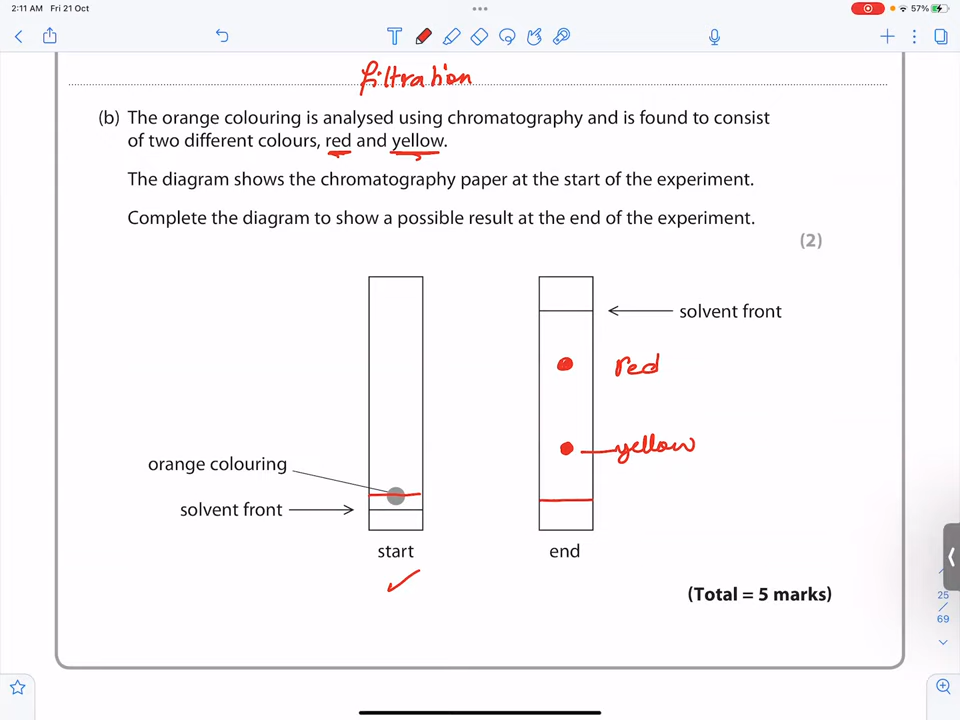 2:11 AM Fri 21 Oct
57%
T
filtration
(b) The orange colouring is analysed using chromatography and is found to consist
of two different colours, red and yellow.
The diagram shows the chromatography paper at the start of the experiment.
Complete the diagram to show a possible result at the end of the experiment.
(2)
solvent front
red
yellow
orange colouring
solvent front
start
end
(Total = 5 marks)
25
/
69